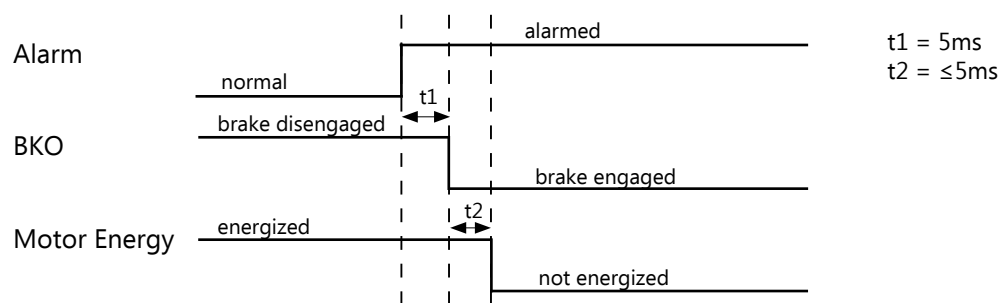 Alarm
normal
alarmed
t1 = 5ms
t2 = ≤5ms
t1
BKO
brake disengaged
brake engaged
t2
Motor Energy
energized
not energized